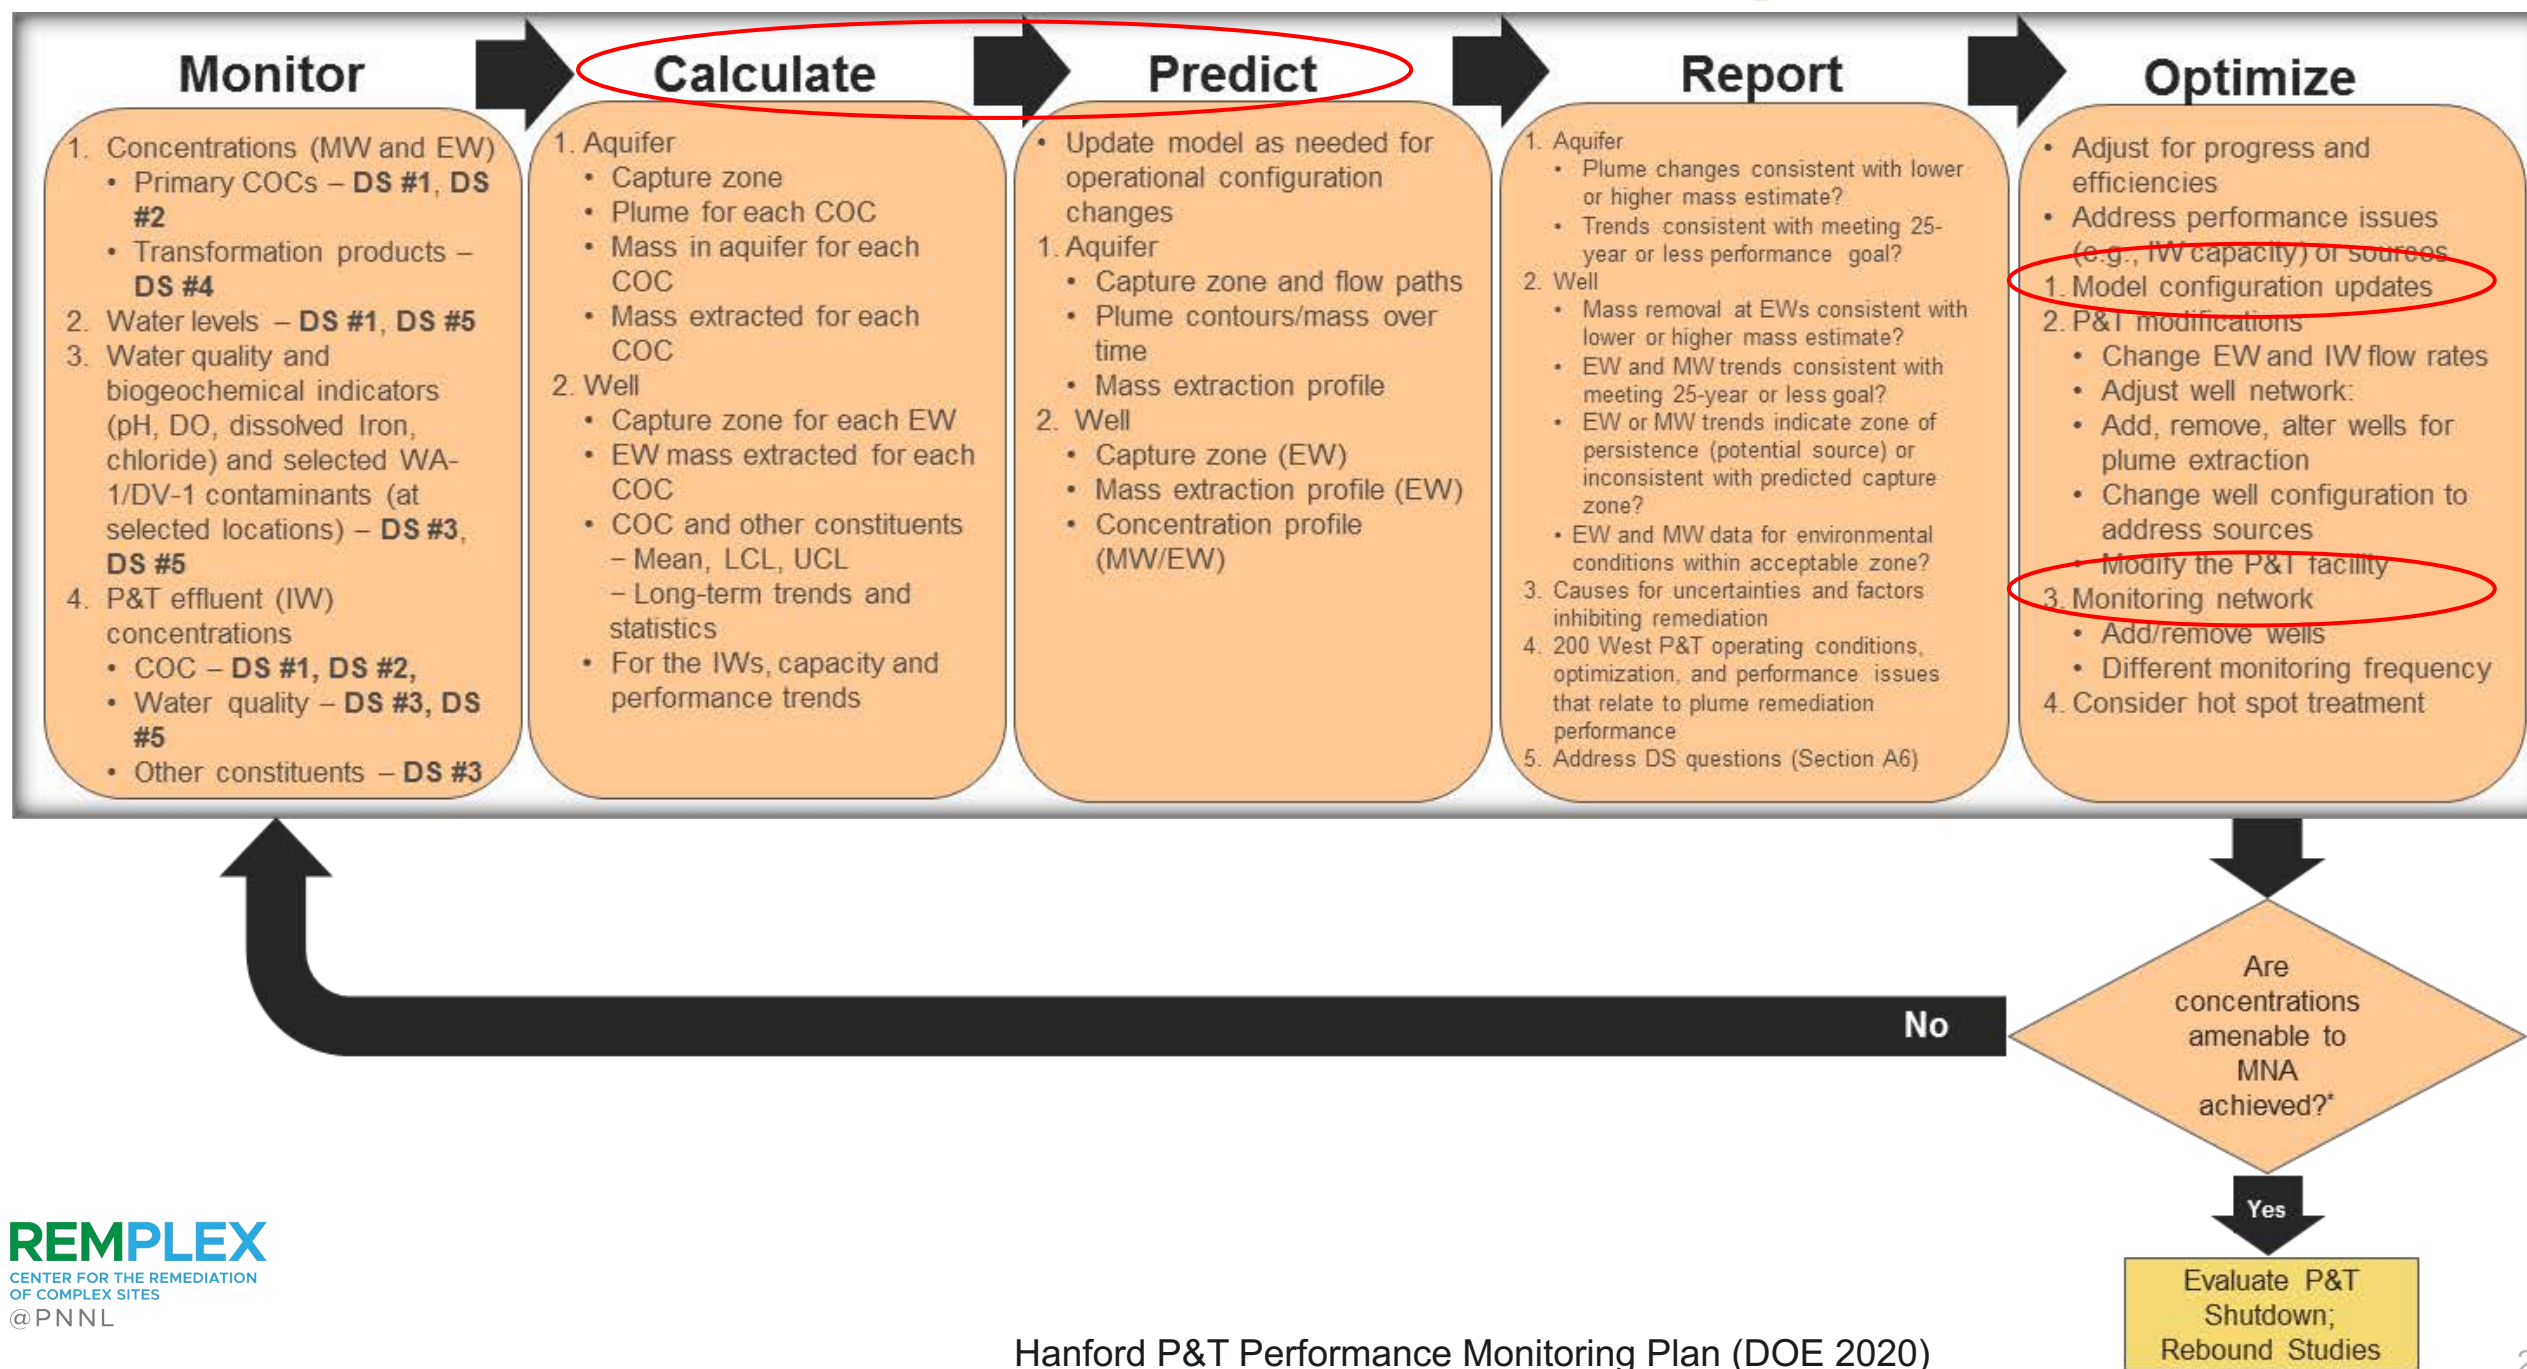 Monitor
1. Concentrations (MW and EW)
• Primary COCs – DS #1, DS
#2
• Transformation products –
DS #4
2. Water levels – DS #1, DS #5
3. Water quality and
biogeochemical indicators
(pH, DO, dissolved Iron,
chloride) and selected WA-
1/DV-1 contaminants (at
selected locations) – DS #3,
DS #5
4. P&T effluent (IW)
concentrations
• COC – DS #1, DS #2,
• Water quality – DS #3, DS
#5
• Other constituents – DS #3
Calculate
1. Aquifer
• Capture zone
• Plume for each COC
• Mass in aquifer for each
COC
• Mass extracted for each
COC
2. Well
• Capture zone for each EW
• EW mass extracted for each
COC
• COC and other constituents
– Mean, LCL, UCL
– Long-term trends and
statistics
• For the IWs, capacity and
performance trends
Predict
• Update model as needed for
operational configuration
changes
1. Aquifer
• Capture zone and flow paths
• Plume contours/mass over
time
• Mass extraction profile
2. Well
• Capture zone (EW)
• Mass extraction profile (EW)
• Concentration profile
(MW/EW)
Report
1. Aquifer
• Plume changes consistent with lower
or higher mass estimate?
• Trends consistent with meeting 25-
year or less performance goal?
2. Well
• Mass removal at EWs consistent with
lower or higher mass estimate?
• EW and MW trends consistent with
meeting 25-year or less goal?
• EW or MW trends indicate zone of
persistence (potential source) or
inconsistent with predicted capture
zone?
• EW and MW data for environmental
conditions within acceptable zone?
3. Causes for uncertainties and factors
inhibiting remediation
4. 200 West P&T operating conditions,
optimization, and performance issues
that relate to plume remediation
performance
5. Address DS questions (Section A6)
Optimize
• Adjust for progress and
efficiencies
• Address performance issues
(e.g., IW capacity) or sources
1. Model configuration updates
2. P&T modifications
• Change EW and IW flow rates
• Adjust well network:
• Add, remove, alter wells for
plume extraction
• Change well configuration to
address sources
• Modify the P&T facility
3. Monitoring network
• Add/remove wells
• Different monitoring frequency
4. Consider hot spot treatment
Are
concentrations
amenable to
MNA
achieved?*
No
Yes
Evaluate P&T
Shutdown;
Rebound Studies
REMPLEX
CENTER FOR THE REMEDIATION
OF COMPLEX SITES
@PNNL
Hanford P&T Performance Monitoring Plan (DOE 2020)